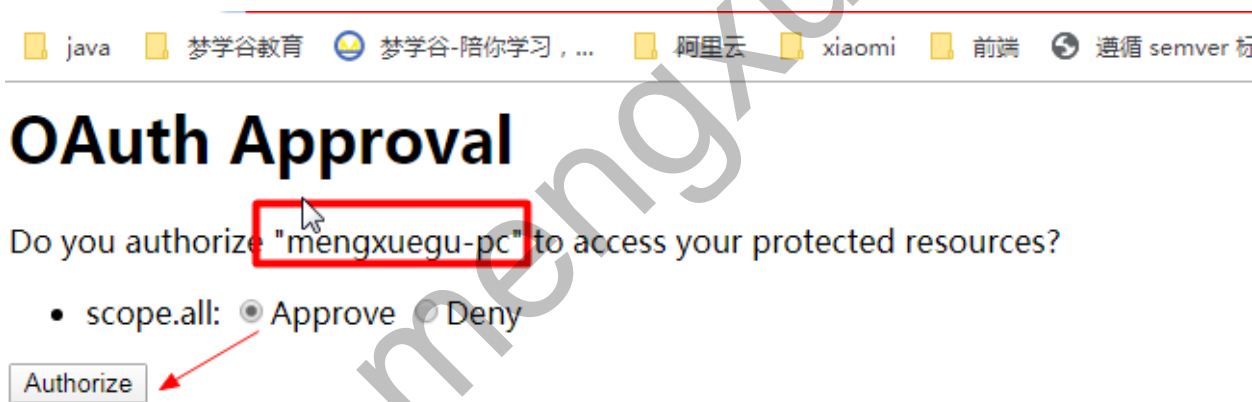 java 梦学谷教育 梦学谷-陪你学习，... 阿里云 xiaomi 前端 遵循 semver 标
OAuth Approval
Do you authorize "mengxuegu-pc" to access your protected resources?
• scope.all: Approve Deny
Authorize